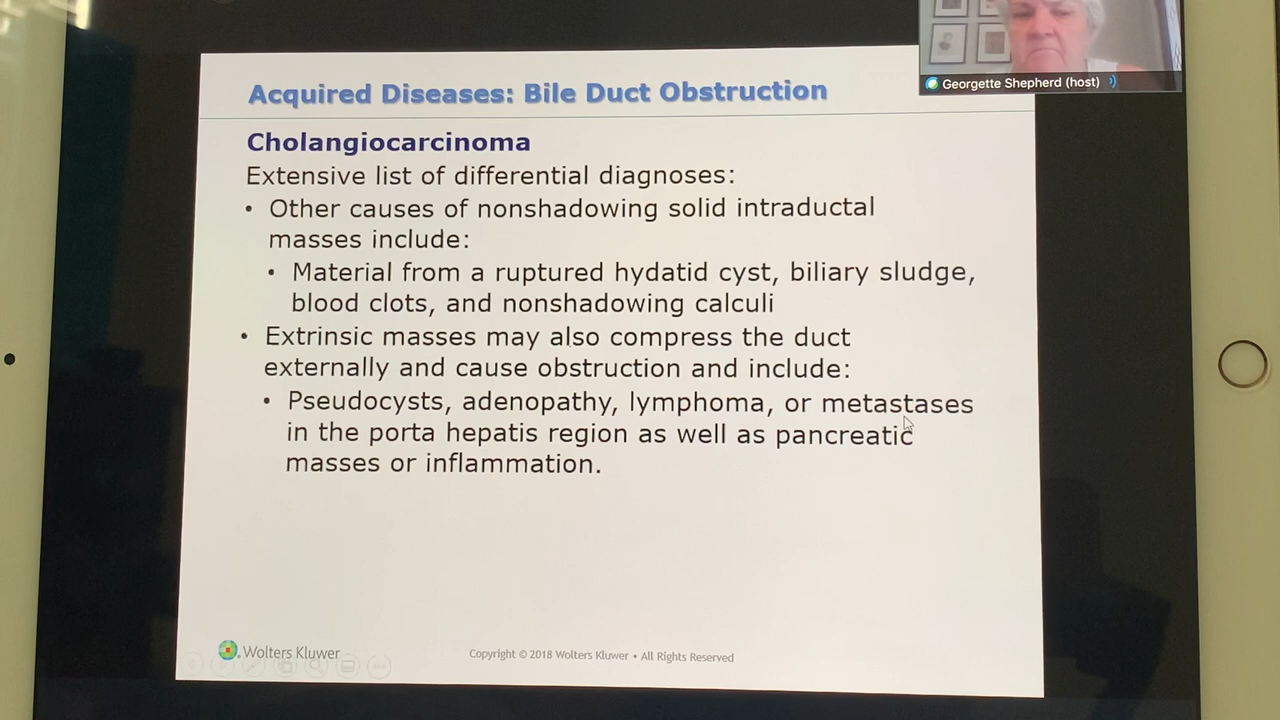 Georgette Shepherd (host)
Acquired Diseases: Bile Duct Obstruction
Cholangiocarcinoma
Extensive list of differential diagnoses:
• Other causes of nonshadowing solid intraductal
masses include:
• Material from a ruptured hydatid cyst, biliary sludge,
blood clots, and nonshadowing calculi
• Extrinsic masses may also compress the duct
externally and cause obstruction and include:
• Pseudocysts, adenopathy, lymphoma, or metastases
in the porta hepatis region as well as pancreatic
masses or inflammation.
Wolters Kluwer
Copyright © 2018 Wolters Kluwer • All Rights Reserved